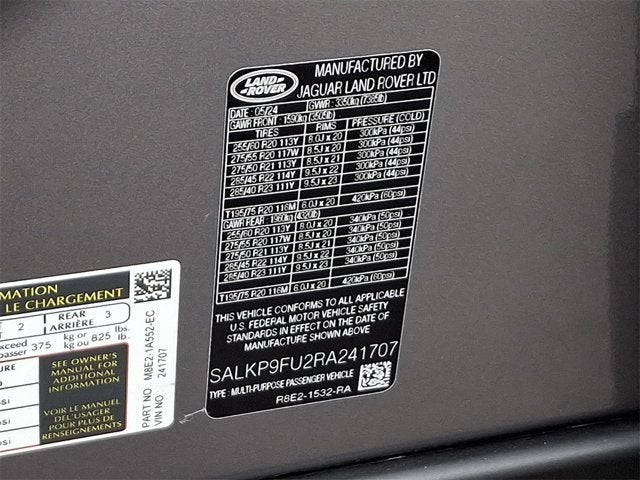 LAND ROVER
MANUFACTURED BY
JAGUAR LAND ROVER LTD
DATE: 05/24 GVWR: 3350kg (7385lb)
GAWR FRONT: 1590kg (3505lb)
TIRES RIMS PRESSURE (COLD)
255/60 R20 113Y 8.0J x 20 300kPa (44psi)
275/55 R20 117W 8.5J x 20 300kPa (44psi)
275/50 R21 113Y 8.5J x 21 300kPa (44psi)
285/45 R22 114Y 9.5J x 22 300kPa (44psi)
285/40 R23 111Y 9.5J x 23 300kPa (44psi)
T195/75 R20 116M 6.0J x 20 420kPa (60psi)
GAWR REAR: 1960kg (4320lb)
255/60 R20 113Y 8.0J x 20 340kPa (50psi)
275/55 R20 117W 8.5J x 20 340kPa (50psi)
275/50 R21 113Y 8.5J x 21 340kPa (50psi)
285/45 R22 114Y 9.5J x 22 340kPa (50psi)
285/40 R23 111Y 9.5J x 23 340kPa (50psi)
T195/75 R20 116M 6.0J x 20 420kPa (60psi)
THIS VEHICLE CONFORMS TO ALL APPLICABLE
U.S. FEDERAL MOTOR VEHICLE SAFETY
STANDARDS IN EFFECT ON THE DATE OF
MANUFACTURE SHOWN ABOVE
SALKP9FU2RA241707
TYPE: MULTI-PURPOSE PASSENGER VEHICLE
R8E2-1532-RA
RMATION
LE CHARGEMENT
T 2 REAR 3
ARRIÈRE
exceed 375 kg or 825 lbs.
passer kg ou lb.
SEE OWNER'S
MANUAL FOR
ADDITIONAL
INFORMATION
VOIR LE MANUEL
DE L'USAGER
POUR PLUS DE
RENSEIGNEMENTS
psi
psi
psi
PART NO M8E2-1A552-EC
VIN NO 241707